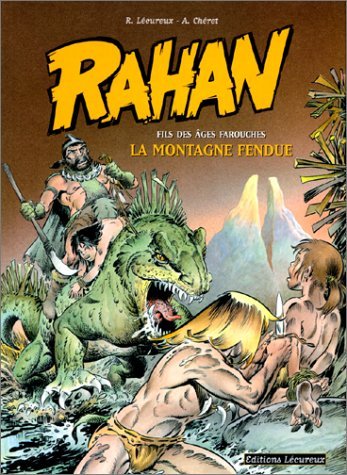 R. Lécureux - A. Chéret
RAHAN
FILS DES ÂGES FAROUCHES
LA MONTAGNE FENDUE
Editions Lécureux